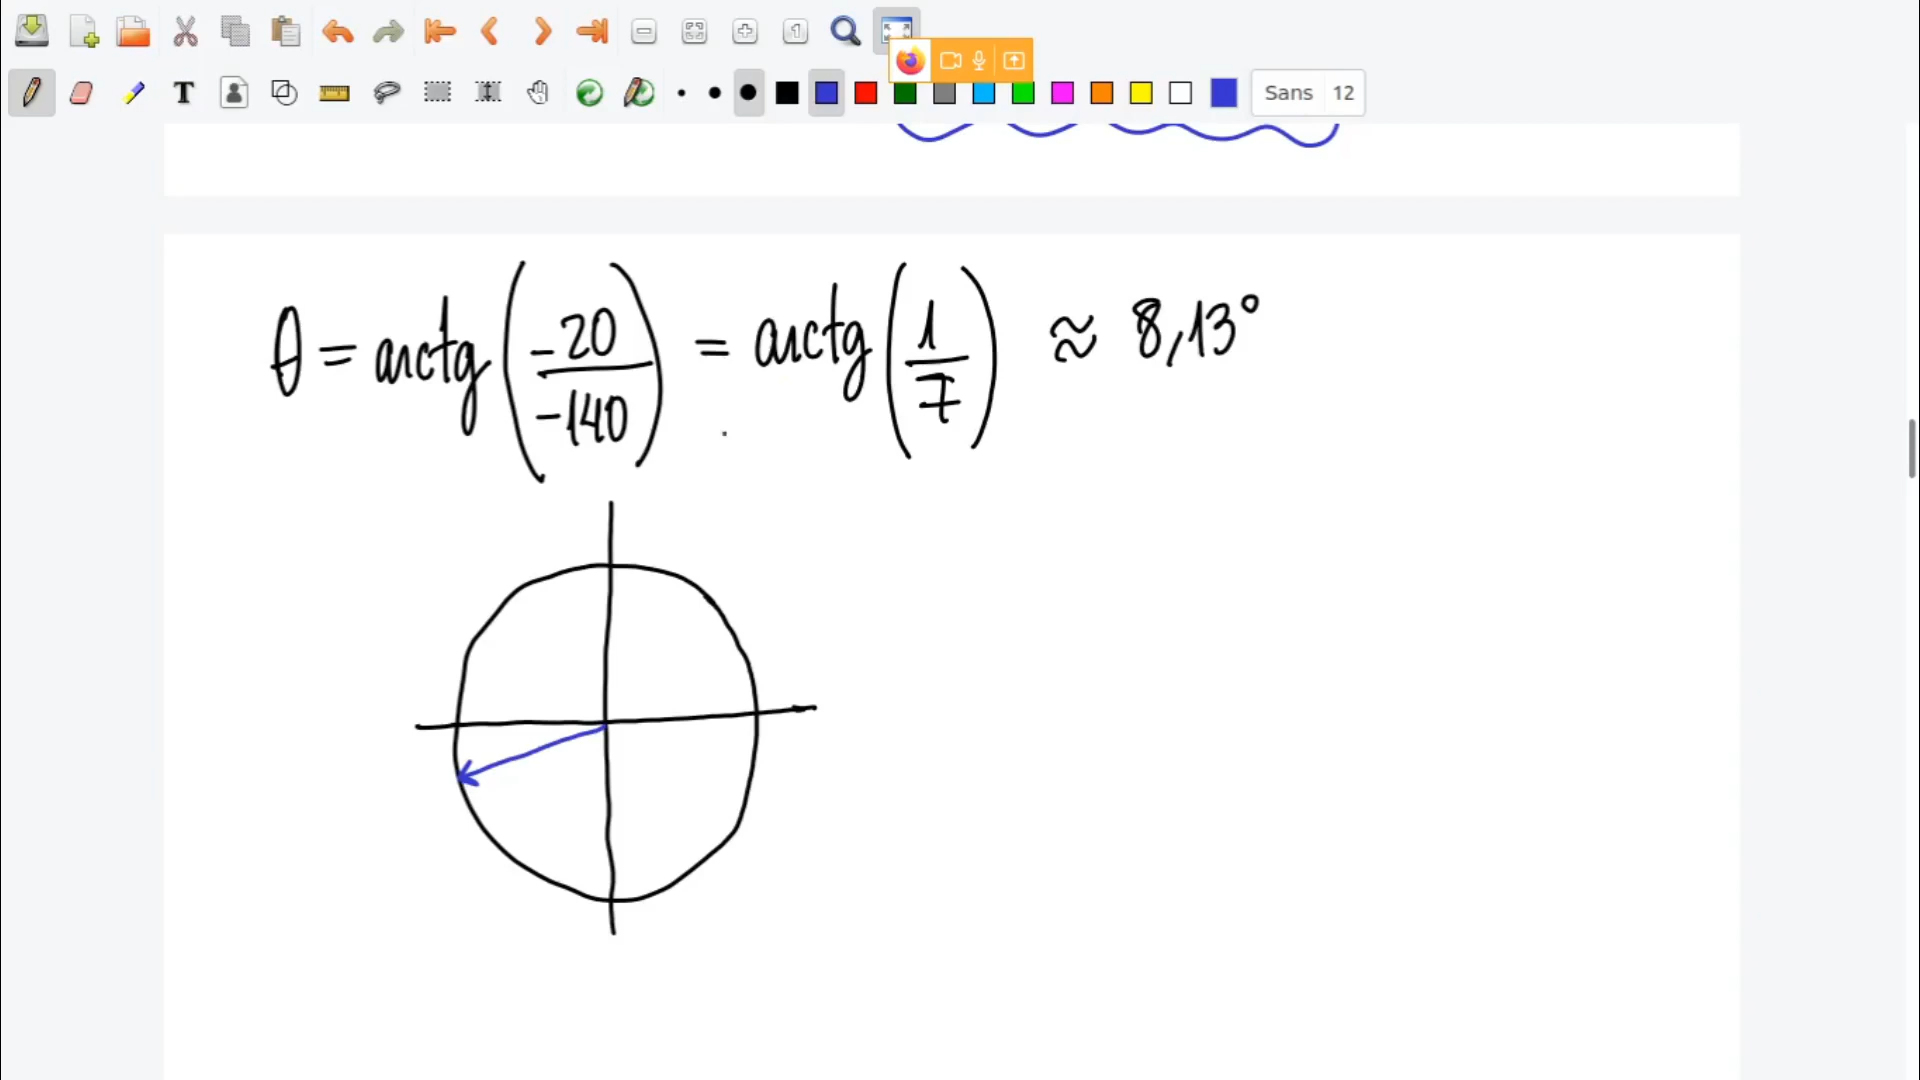 T Sans 12
θ = arctg(-20/-140) = arctg(1/7) ≈ 8,13°